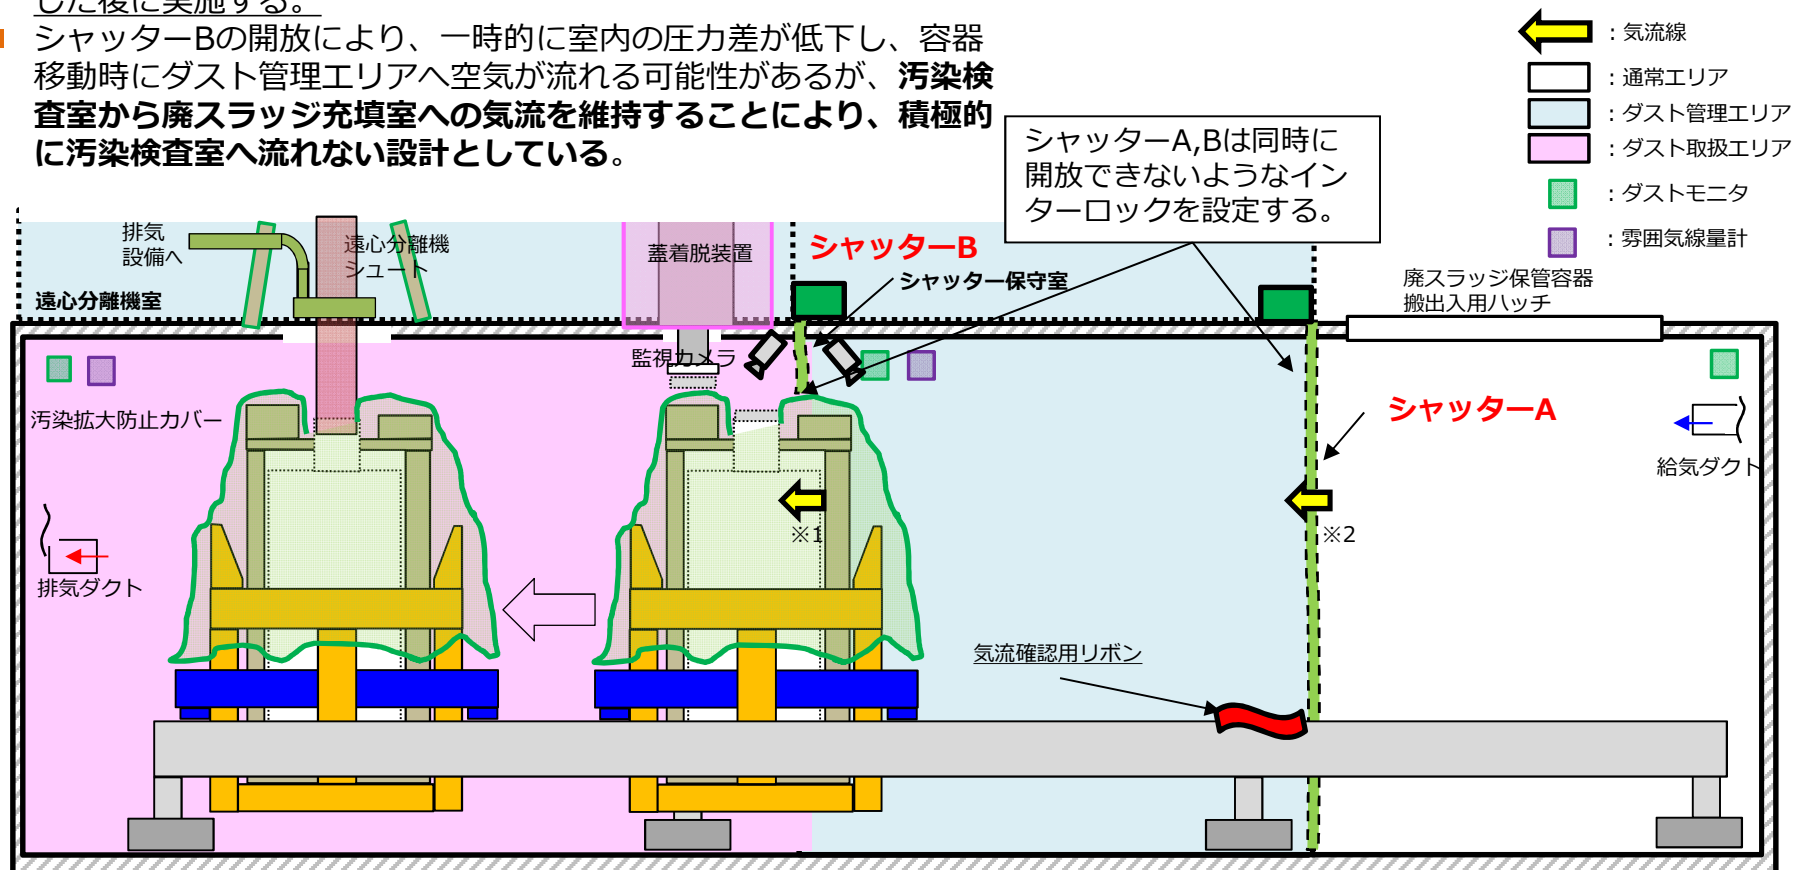 した後に実施する。
シャッターBの開放により、一時的に室内の圧力差が低下し、容器
移動時にダスト管理エリアへ空気が流れる可能性があるが、汚染検
査室から廃スラッジ充填室への気流を維持することにより、積極的
に汚染検査室へ流れない設計としている。
：気流線
：通常エリア
：ダスト管理エリア
：ダスト取扱エリア
：ダストモニタ
：雰囲気線量計
シャッターA,Bは同時に
開放できないようなイン
ターロックを設定する。
排気
設備へ
遠心分離機
シュート
遠心分離機室
蓋着脱装置
シャッターB
シャッター保守室
廃スラッジ保管容器
搬出入用ハッチ
監視カメラ
汚染拡大防止カバー
シャッターA
給気ダクト
※1
※2
排気ダクト
気流確認用リボン